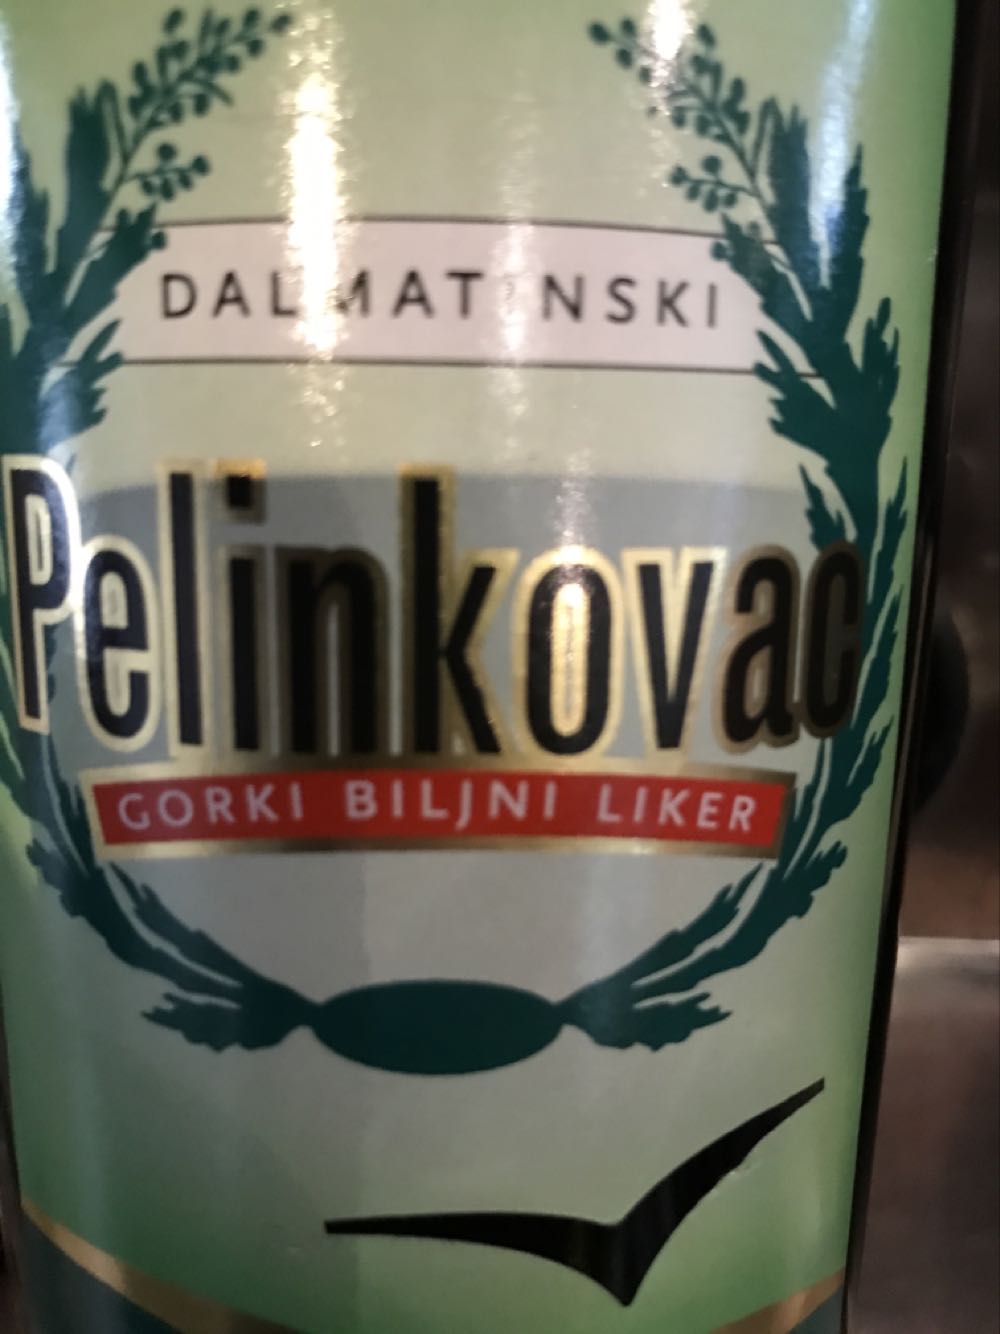 DALMATINSKI
Pelinkovac
GORKI BILJNI LIKER